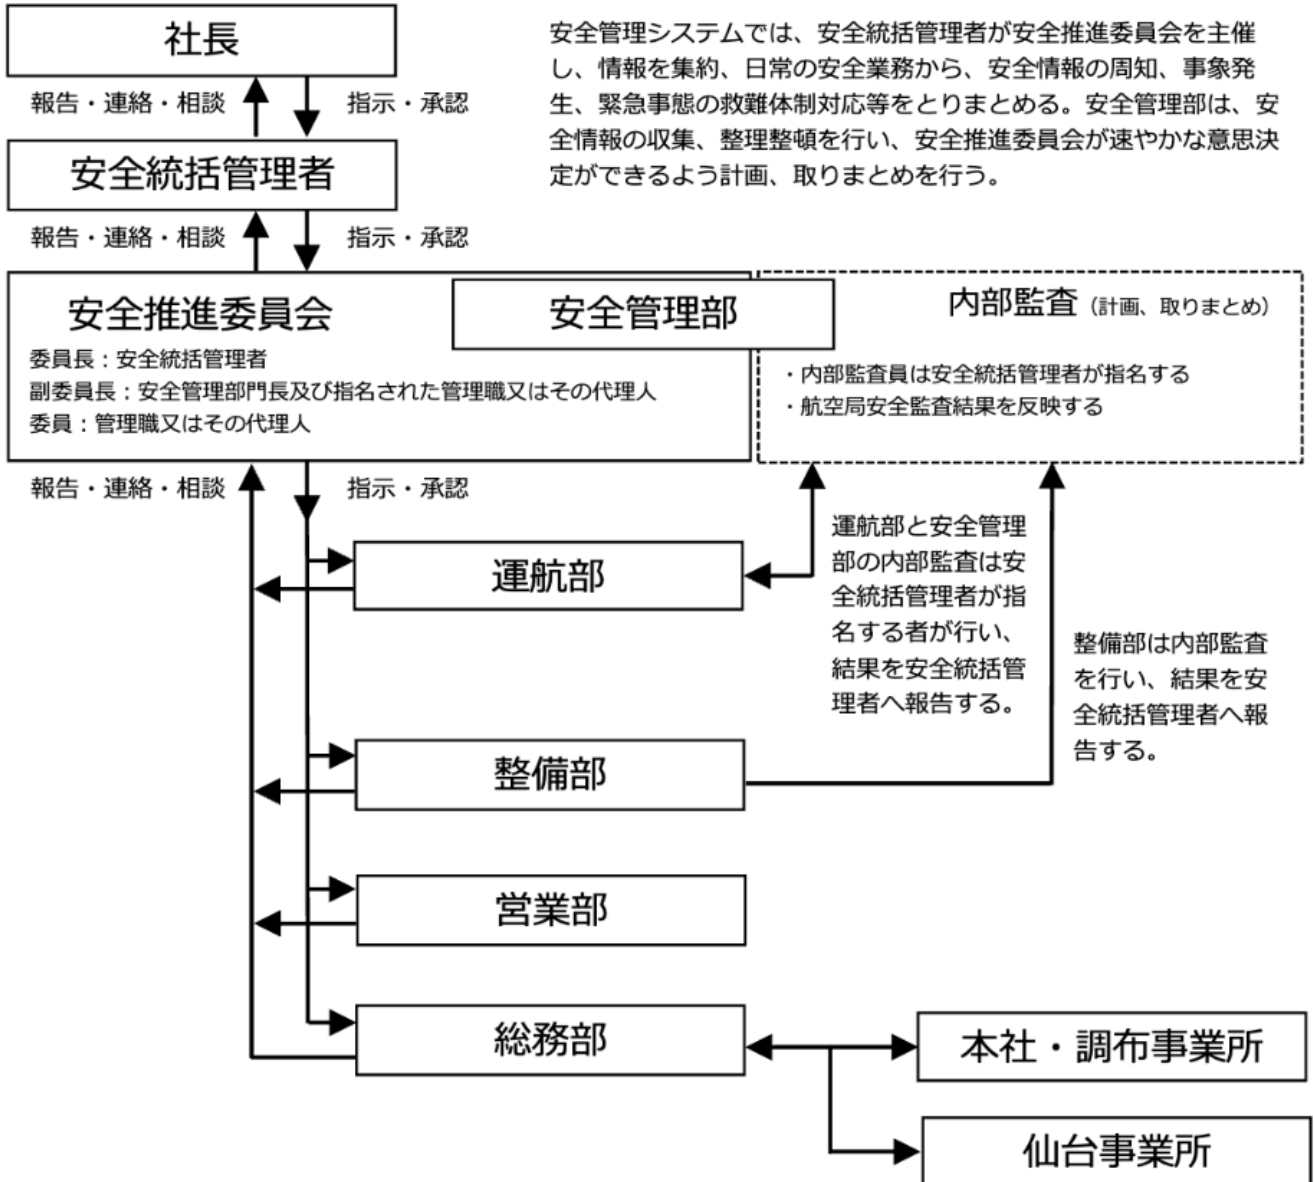 社長
安全管理システムでは、安全統括管理者が安全推進委員会を主催
し、情報を集約、日常の安全業務から、安全情報の周知、事象発
生、緊急事態の救難体制対応等をとりまとめる。安全管理部は、安
全情報の収集、整理整頓を行い、安全推進委員会が速やかな意思決
定ができるよう計画、取りまとめを行う。
報告・連絡・相談
指示・承認
安全統括管理者
報告・連絡・相談
指示・承認
安全推進委員会
委員長：安全統括管理者
副委員長：安全管理部門長及び指名された管理職又はその代理人
委員：管理職又はその代理人
安全管理部
内部監査（計画、取りまとめ）
・内部監査員は安全統括管理者が指名する
・航空局安全監査結果を反映する
報告・連絡・相談
指示・承認
運航部
運航部と安全管理
部の内部監査は安
全統括管理者が指
名する者が行い、
結果を安全統括管
理者へ報告する。
整備部は内部監査
を行い、結果を安
全統括管理者へ報
告する。
整備部
営業部
総務部
本社・調布事業所
仙台事業所